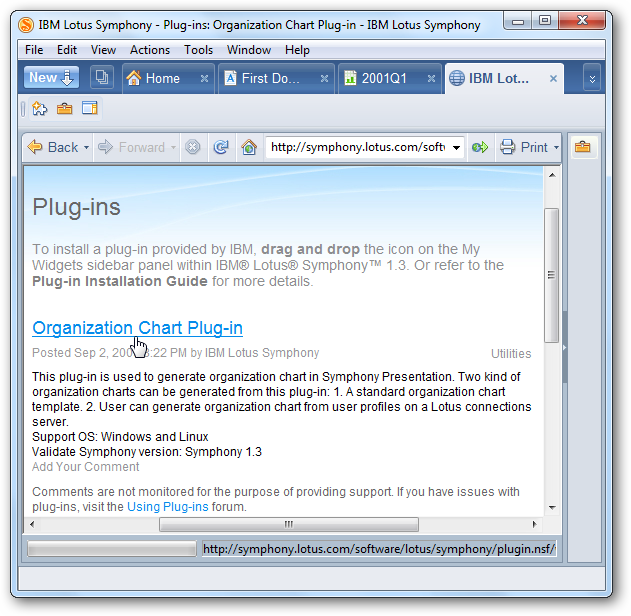 IBM Lotus Symphony - Plug-ins: Organization Chart Plug-in - IBM Lotus Symphony
File Edit View Actions Tools Window Help
New Home First Do... 2001Q1 IBM Lot...
Back Forward http://symphony.lotus.com/soft Print
Plug-ins
To install a plug-in provided by IBM, drag and drop the icon on the My
Widgets sidebar panel within IBM® Lotus® Symphony™ 1.3. Or refer to the
Plug-in Installation Guide for more details.
Organization Chart Plug-in
Posted Sep 2, :22 PM by IBM Lotus Symphony Utilities
This plug-in is used to generate organization chart in Symphony Presentation. Two kind of
organization charts can be generated from this plug-in: 1. A standard organization chart
template. 2. User can generate organization chart from user profiles on a Lotus connections
server.
Support OS: Windows and Linux
Validate Symphony version: Symphony 1.3
Add Your Comment
Comments are not monitored for the purpose of providing support. If you have issues with
plug-ins, visit the Using Plug-ins forum.
http://symphony.lotus.com/software/lotus/symphony/plugin.nsf/